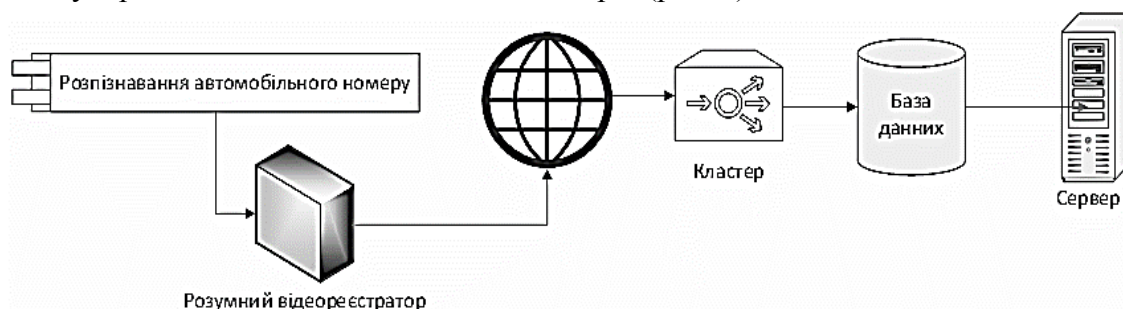 Розпізнавання автомобільного номеру
Розумний відеореєстратор
Кластер
База
данних
Сервер